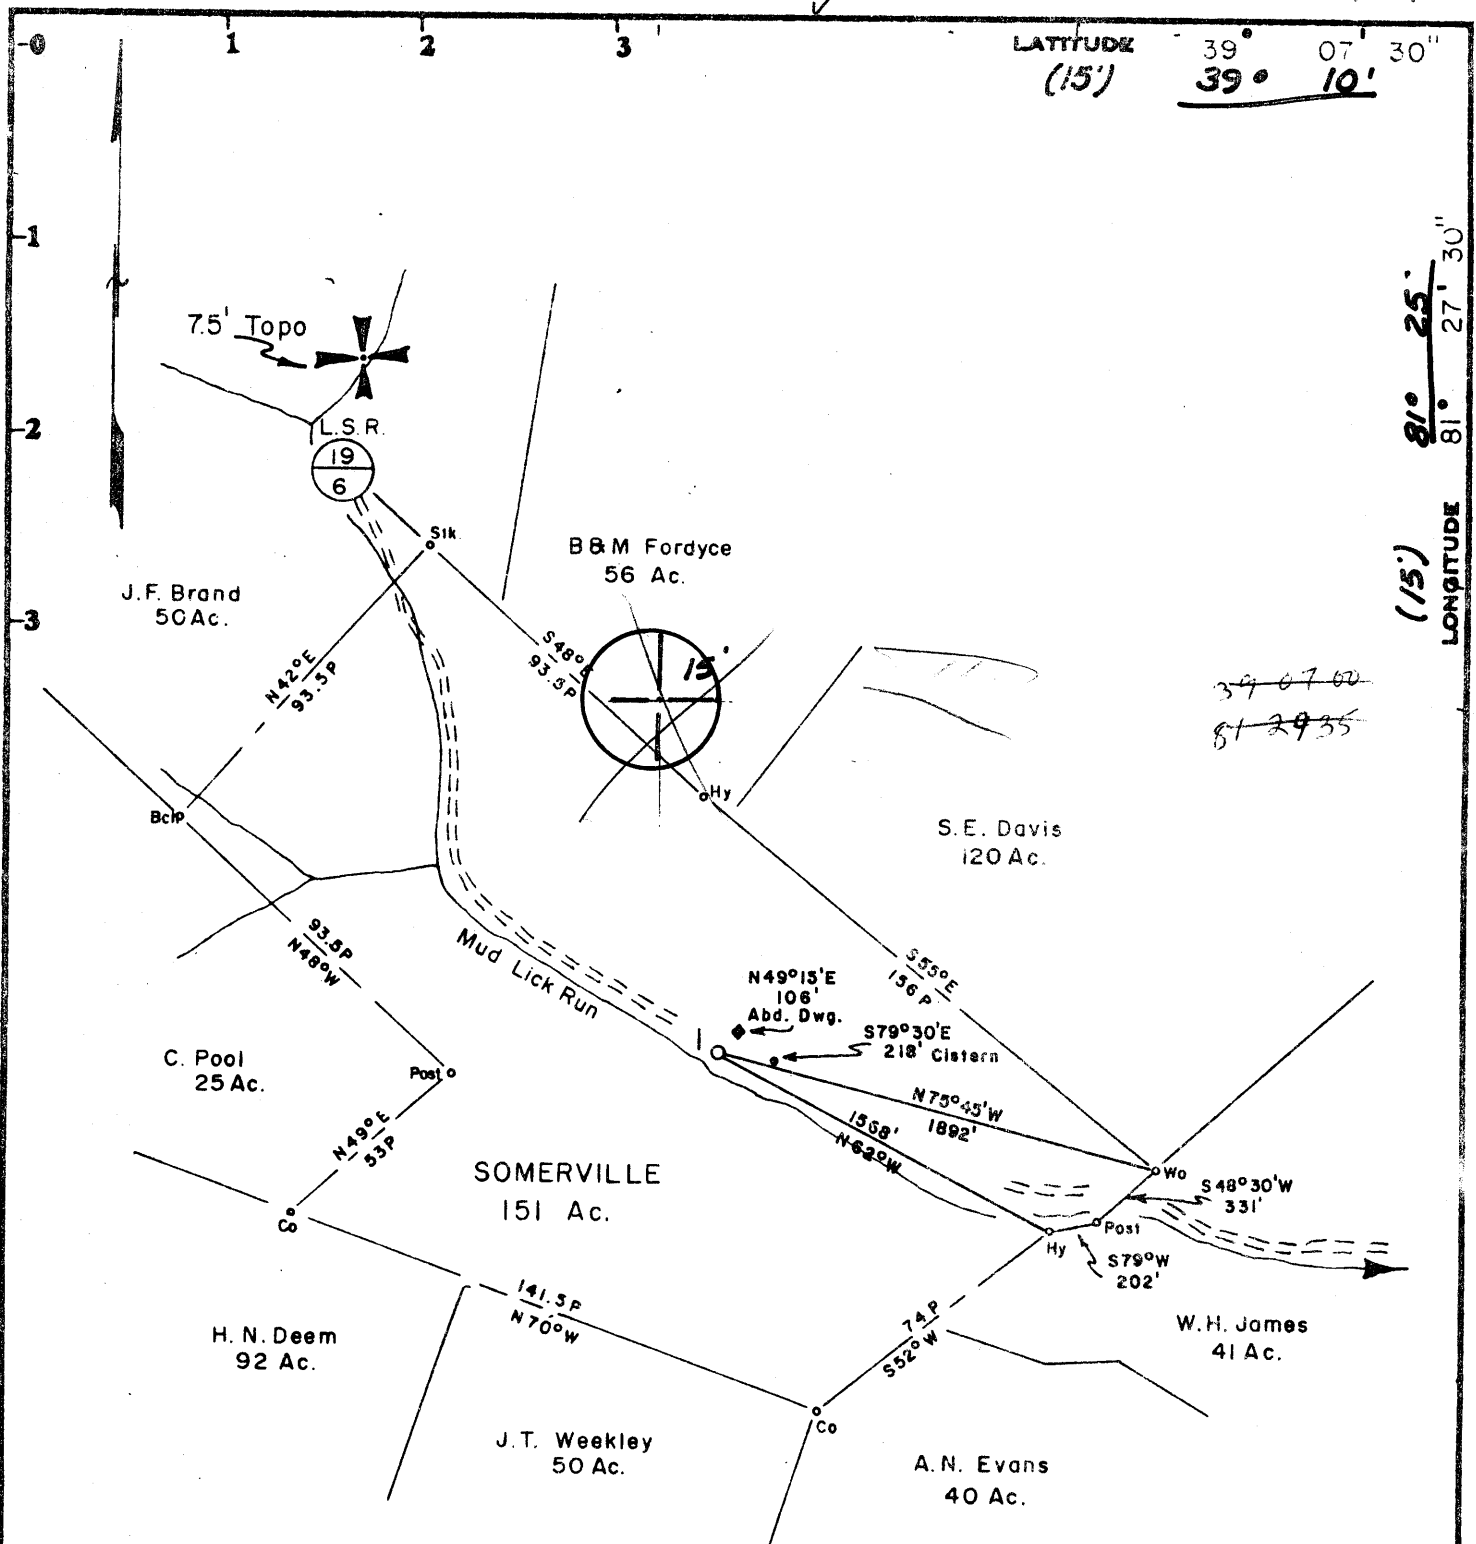 -0
1
2
3
LATITUDE 39° 07' 30"
(15') 39° 10'
-1
-2
-3
81° 25'
81° 27' 30"
(15')
LONGITUDE
7.5' Topo
L.S.R.
19
6
Stk.
B & M Fordyce
56 Ac.
J.F. Brand
50 Ac.
N42°E
93.5P
S48°E
93.5P
15'
39 07 00
81 29 35
Hy
Bcip
S.E. Davis
120 Ac.
93.5P
N48°W
Mud Lick Run
S55°E
156 P
N49°15'E
106'
Abd. Dwg.
S79°30'E
218' Cistern
1
C. Pool
25 Ac.
Post
N49°E
53P
N75°45'W
1892'
1568'
N62°W
SOMERVILLE
151 Ac.
Wo
S48°30'W
331'
Co
Post
Hy
S79°W
202'
141.5P
N70°W
74 P
S52°W
H. N. Deem
92 Ac.
W.H. James
41 Ac.
Co
J.T. Weekley
50 Ac.
A.N. Evans
40 Ac.